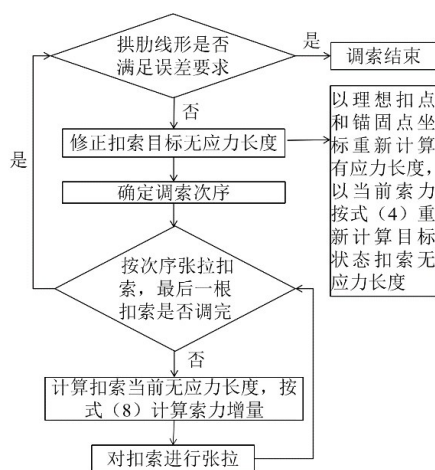 拱肋线形是否
满足误差要求
是
调索结束
否
修正扣索目标无应力长度
以理想扣点
和锚固点坐
标重新计算
有应力长度，
以当前索力
按式（4）重
新计算目标
状态扣索无
应力长度
是
确定调索次序
按次序张拉扣
索，最后一根
扣索是否调完
否
计算扣索当前无应力长度，按
式（8）计算索力增量
对扣索进行张拉